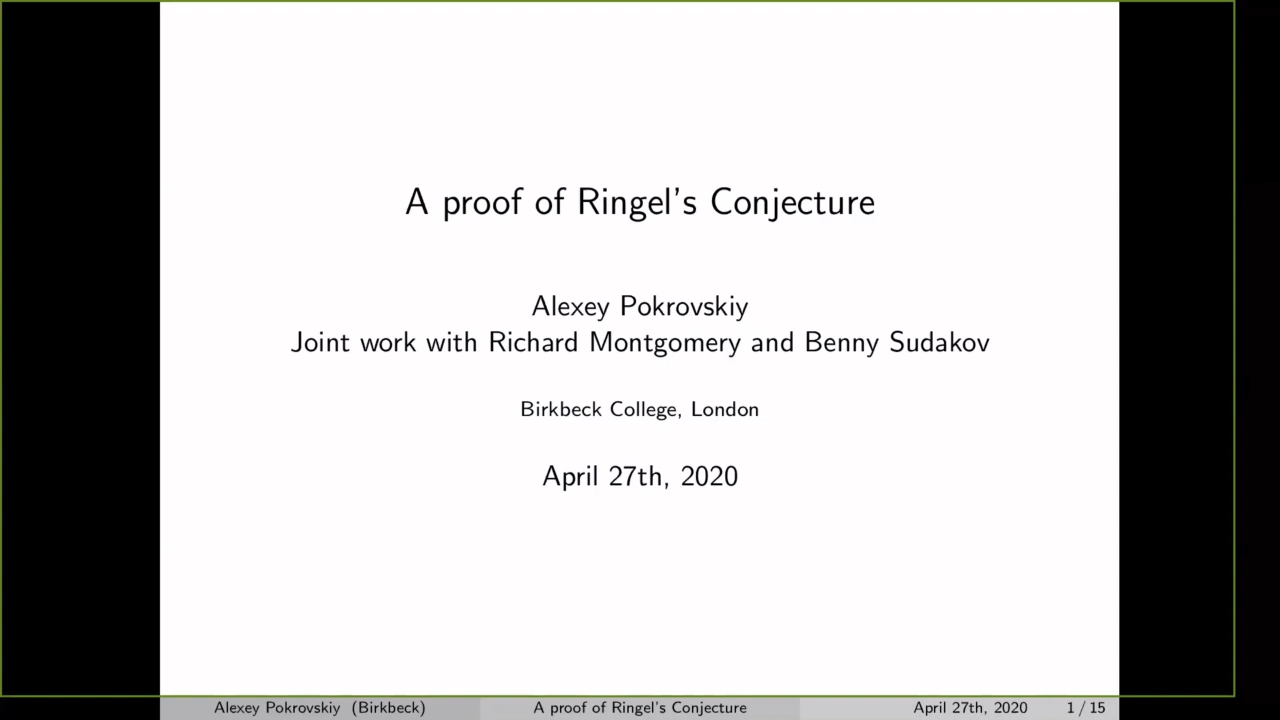 A proof of Ringel's Conjecture
Alexey Pokrovskiy
Joint work with Richard Montgomery and Benny Sudakov
Birkbeck College, London
April 27th, 2020
Alexey Pokrovskiy (Birkbeck) A proof of Ringel's Conjecture April 27th, 2020 1 / 15